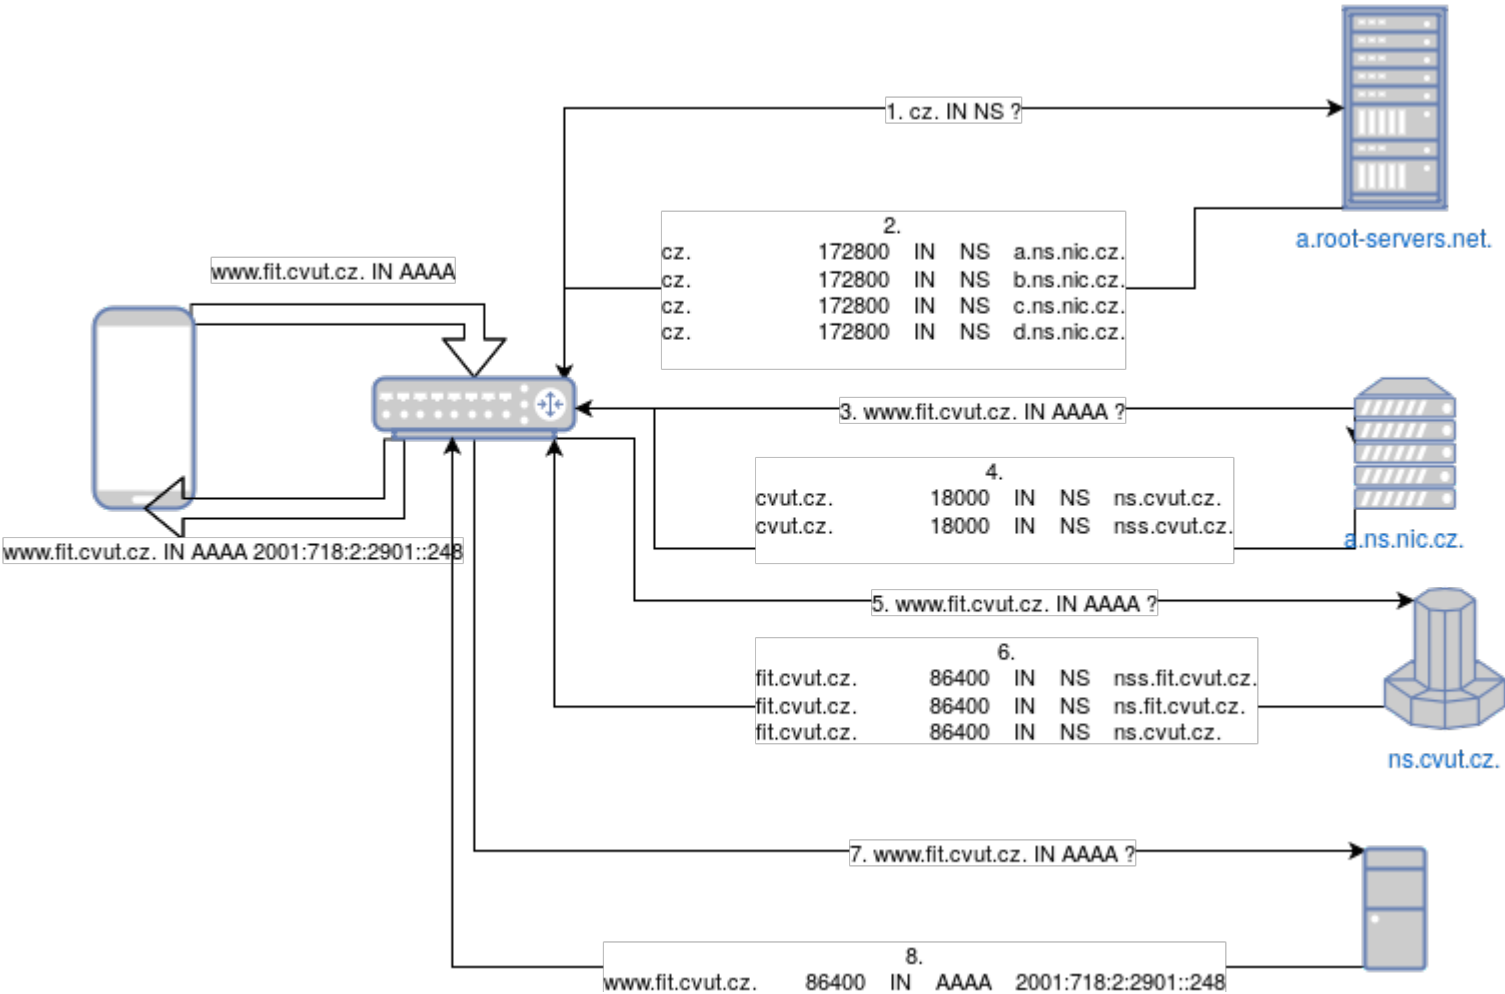 1. cz. IN NS ?
a.root-servers.net.
2.
cz. 172800 IN NS a.ns.nic.cz.
cz. 172800 IN NS b.ns.nic.cz.
cz. 172800 IN NS c.ns.nic.cz.
cz. 172800 IN NS d.ns.nic.cz.
www.fit.cvut.cz. IN AAAA
3. www.fit.cvut.cz. IN AAAA ?
4.
cvut.cz. 18000 IN NS ns.cvut.cz.
cvut.cz. 18000 IN NS nss.cvut.cz.
a.ns.nic.cz.
www.fit.cvut.cz. IN AAAA 2001:718:2:2901::248
5. www.fit.cvut.cz. IN AAAA ?
6.
fit.cvut.cz. 86400 IN NS nss.fit.cvut.cz.
fit.cvut.cz. 86400 IN NS ns.fit.cvut.cz.
fit.cvut.cz. 86400 IN NS ns.cvut.cz.
ns.cvut.cz.
7. www.fit.cvut.cz. IN AAAA ?
8.
www.fit.cvut.cz. 86400 IN AAAA 2001:718:2:2901::248